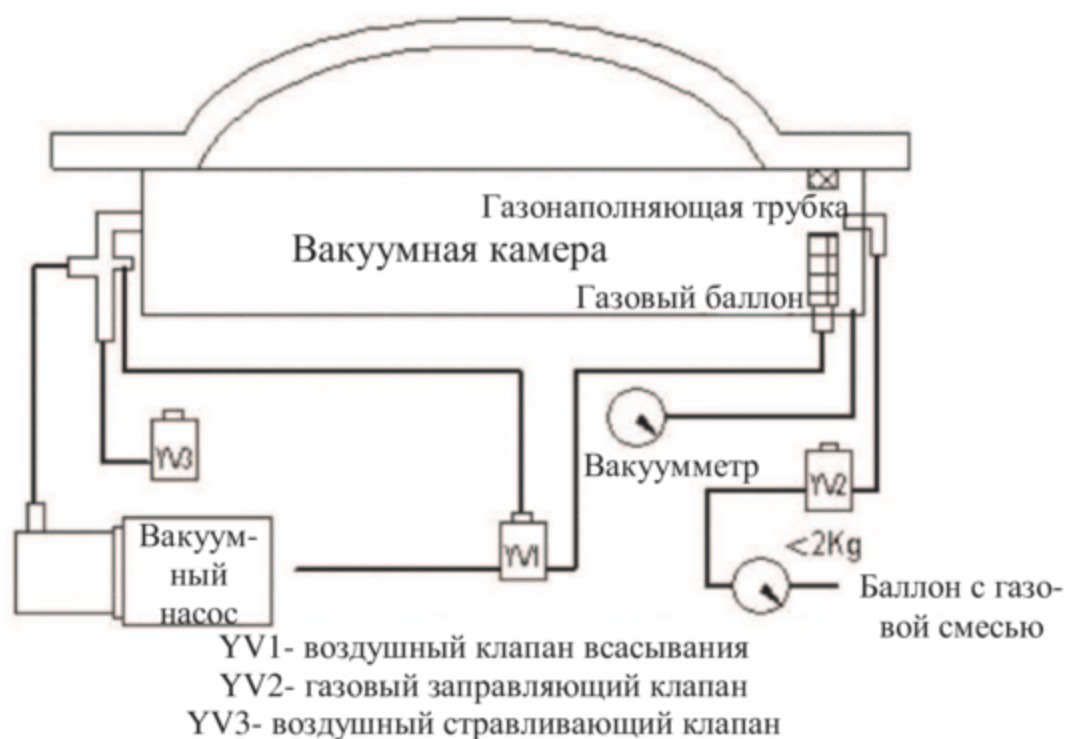 Газонаполняющая трубка
Вакуумная камера
Газовый баллон
YV3
Вакуумметр
YV2
Вакуум-
ный
насос
YV1
<2Kg
Баллон с газо-
вой смесью
YV1- воздушный клапан всасывания
YV2- газовый заправляющий клапан
YV3- воздушный стравливающий клапан